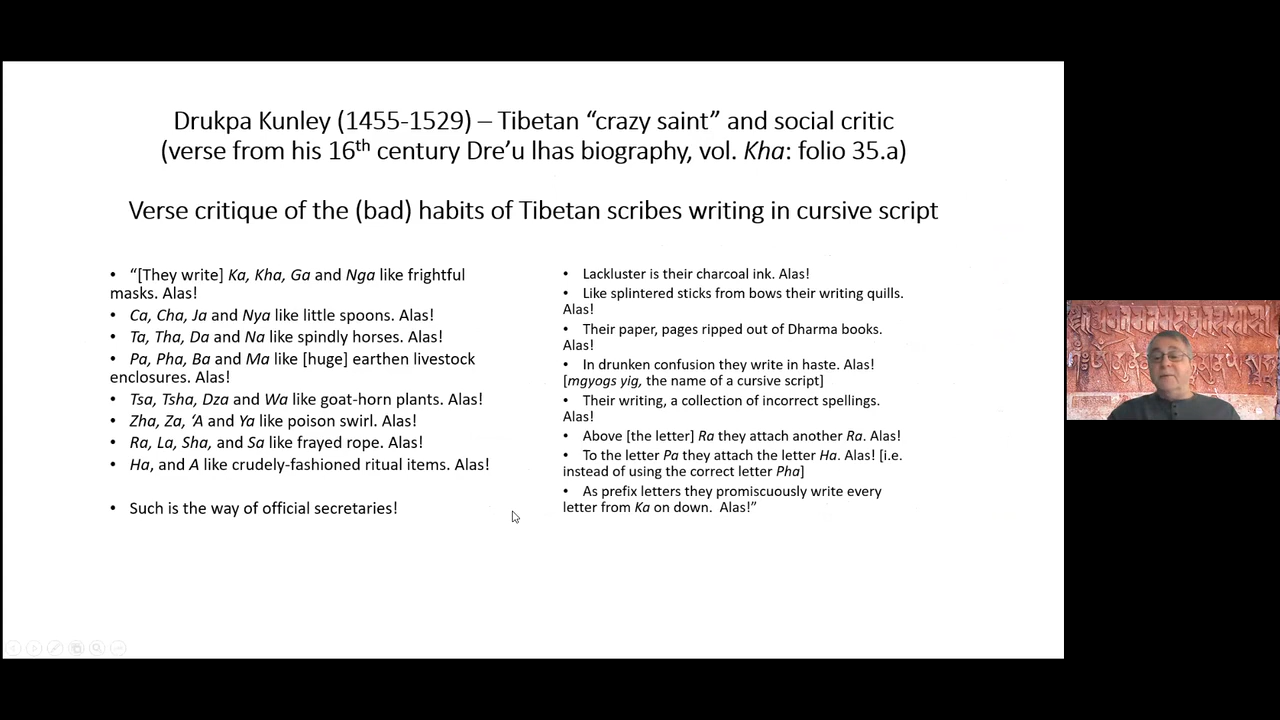 Drukpa Kunley (1455-1529) – Tibetan “crazy saint” and social critic
(verse from his 16th century Dre’u lhas biography, vol. Kha: folio 35.a)
Verse critique of the (bad) habits of Tibetan scribes writing in cursive script
• “[They write] Ka, Kha, Ga and Nga like frightful
masks. Alas!
• Ca, Cha, Ja and Nya like little spoons. Alas!
• Ta, Tha, Da and Na like spindly horses. Alas!
• Pa, Pha, Ba and Ma like [huge] earthen livestock
enclosures. Alas!
• Tsa, Tsha, Dza and Wa like goat-horn plants. Alas!
• Zha, Za, ‘A and Ya like poison swirl. Alas!
• Ra, La, Sha, and Sa like frayed rope. Alas!
• Ha, and A like crudely-fashioned ritual items. Alas!
• Such is the way of official secretaries!
• Lackluster is their charcoal ink. Alas!
• Like splintered sticks from bows their writing quills.
Alas!
• Their paper, pages ripped out of Dharma books.
Alas!
• In drunken confusion they write in haste. Alas!
[mgyogs yig, the name of a cursive script]
• Their writing, a collection of incorrect spellings.
Alas!
• Above [the letter] Ra they attach another Ra. Alas!
• To the letter Pa they attach the letter Ha. Alas! [i.e.
instead of using the correct letter Pha]
• As prefix letters they promiscuously write every
letter from Ka on down. Alas!”